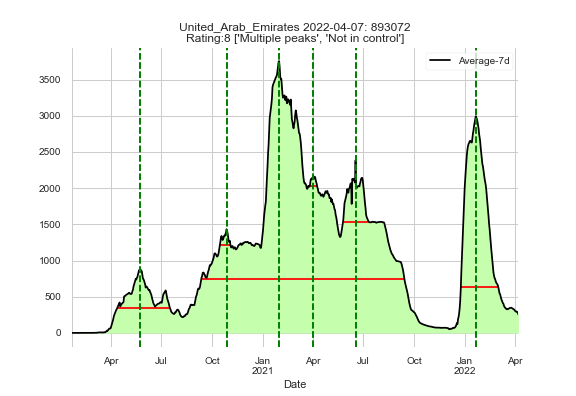 United_Arab_Emirates 2022-04-07: 893072
Rating:8 ['Multiple peaks', 'Not in control']
Average-7d
3500
3000
2500
2000
1500
1000
500
0
Apr Jul Oct Jan Apr Jul Oct Jan Apr
2021 2022
Date